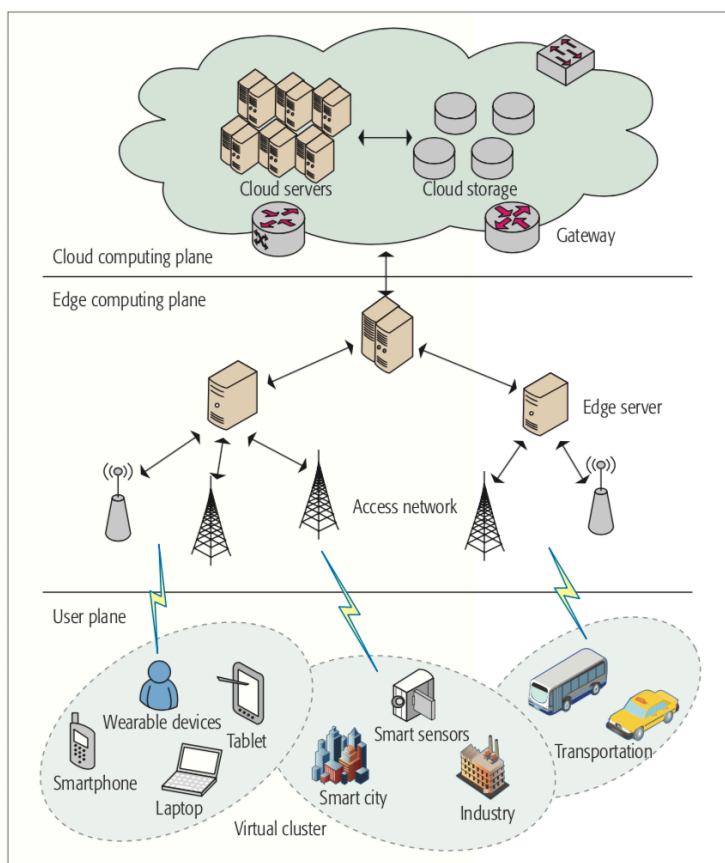 Cloud servers
Cloud storage
Gateway
Cloud computing plane
Edge computing plane
Edge server
Access network
User plane
Wearable devices
Tablet
Smartphone
Laptop
Smart sensors
Smart city
Industry
Transportation
Virtual cluster